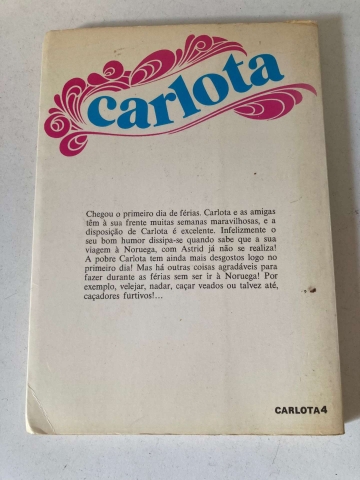 carlota
Chegou o primeiro dia de férias. Carlota e as amigas
têm à sua frente muitas semanas maravilhosas, e a
disposição de Carlota é excelente. Infelizmente o
seu bom humor dissipa-se quando sabe que a sua
viagem à Noruega, com Astrid já não se realiza!
A pobre Carlota tem ainda mais desgostos logo no
primeiro dia! Mas há outras coisas agradáveis para
fazer durante as férias sem ser ir à Noruega! Por
exemplo, velejar, nadar, caçar veados ou talvez até,
caçadores furtivos!...
CARLOTA 4